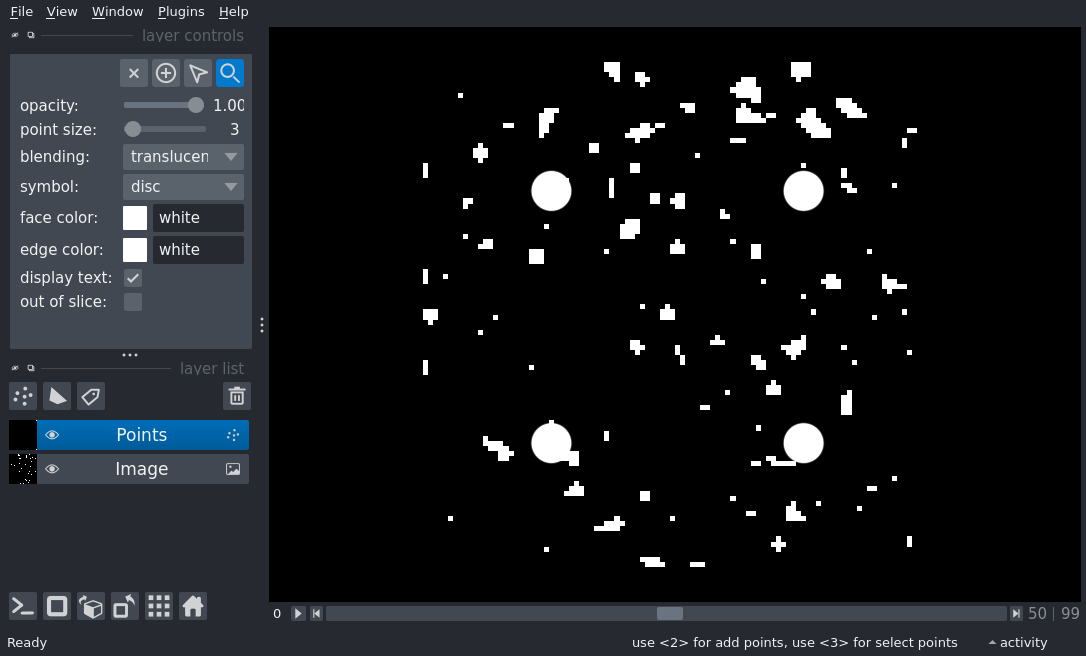 File View Window Plugins Help
layer controls
opacity: 1.00
point size: 3
blending: translucen
symbol: disc
face color: white
edge color: white
display text:
out of slice:
layer list
Points
Image
0 50 | 99
Ready use <2> for add points, use <3> for select points activity